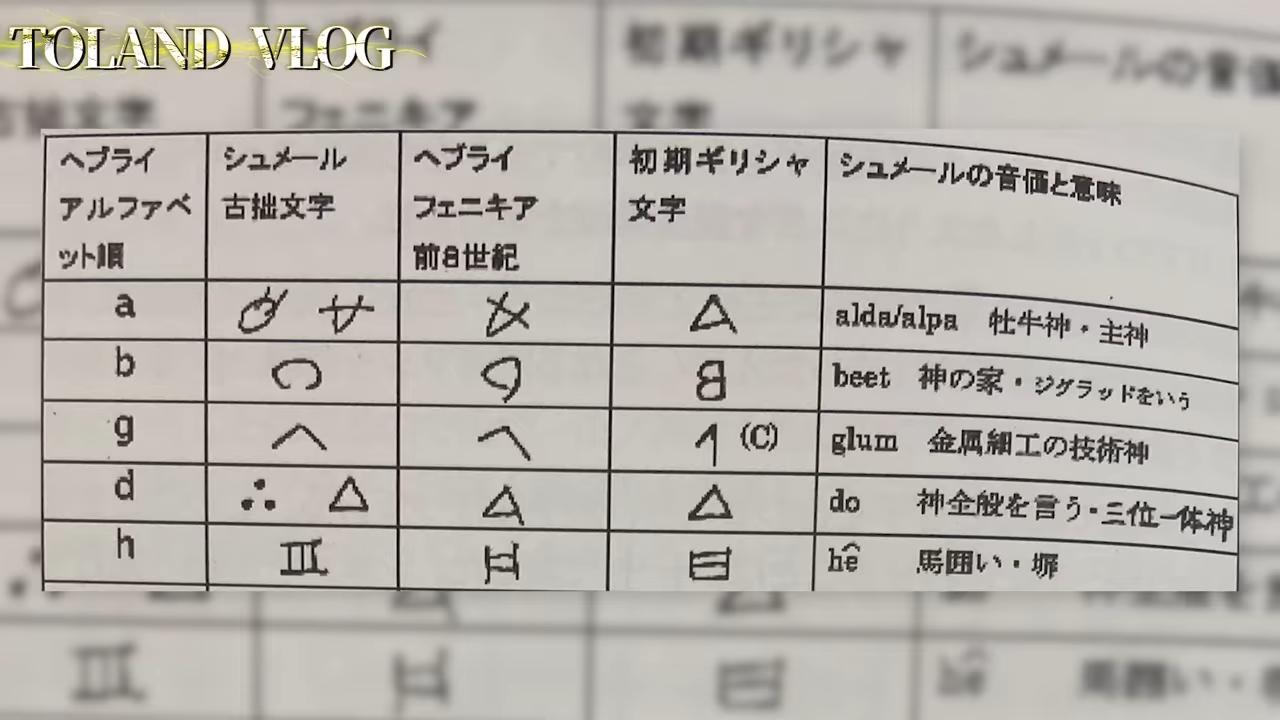 TOLAND VLOG
ヘブライ
アルファベ
ット順
シュメール
古拙文字
ヘブライ
フェニキア
前8世紀
初期ギリシャ
文字
シュメールの音価と意味
a
alda/alpa 牡牛神・主神
b
beet 神の家・ジグラッドをいう
g
(C)
glum 金属細工の技術神
d
do 神全般を言う・三位一体神
h
hê 馬囲い・塀